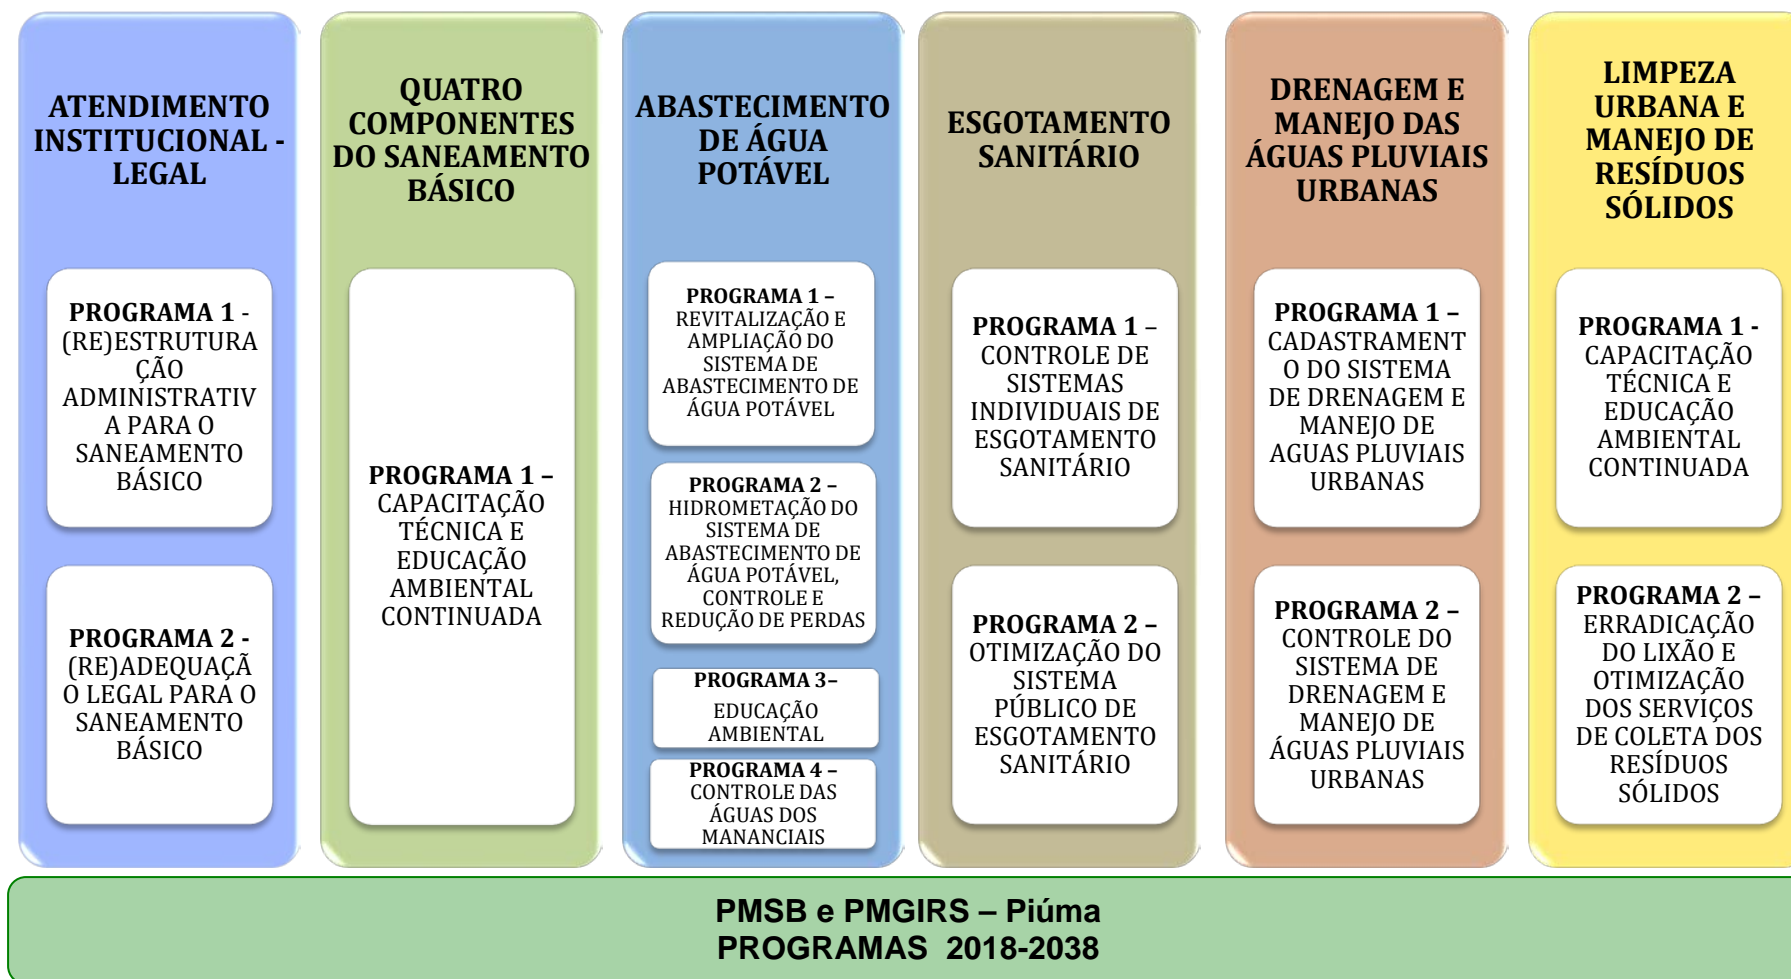 ATENDIMENTO
INSTITUCIONAL -
LEGAL
PROGRAMA 1 -
(RE)ESTRUTURA
ÇÃO
ADMINISTRATIV
A PARA O
SANEAMENTO
BÁSICO
PROGRAMA 2 -
(RE)ADEQUAÇÃ
O LEGAL PARA O
SANEAMENTO
BÁSICO
QUATRO
COMPONENTES
DO SANEAMENTO
BÁSICO
PROGRAMA 1 –
CAPACITAÇÃO
TÉCNICA E
EDUCAÇÃO
AMBIENTAL
CONTINUADA
ABASTECIMENTO
DE ÁGUA
POTÁVEL
PROGRAMA 1 –
REVITALIZAÇÃO E
AMPLIAÇÃO DO
SISTEMA DE
ABASTECIMENTO DE
ÁGUA POTÁVEL
PROGRAMA 2 –
HIDROMETAÇÃO DO
SISTEMA DE
ABASTECIMENTO DE
ÁGUA POTÁVEL,
CONTROLE E
REDUÇÃO DE PERDAS
PROGRAMA 3–
EDUCAÇÃO
AMBIENTAL
PROGRAMA 4 –
CONTROLE DAS
ÁGUAS DOS
MANANCIAIS
ESGOTAMENTO
SANITÁRIO
PROGRAMA 1 –
CONTROLE DE
SISTEMAS
INDIVIDUAIS DE
ESGOTAMENTO
SANITÁRIO
PROGRAMA 2 –
OTIMIZAÇÃO DO
SISTEMA
PÚBLICO DE
ESGOTAMENTO
SANITÁRIO
DRENAGEM E
MANEJO DAS
ÁGUAS PLUVIAIS
URBANAS
PROGRAMA 1 –
CADASTRAMENT
O DO SISTEMA
DE DRENAGEM E
MANEJO DE
AGUAS PLUVIAIS
URBANAS
PROGRAMA 2 –
CONTROLE DO
SISTEMA DE
DRENAGEM E
MANEJO DE
ÁGUAS PLUVIAIS
URBANAS
LIMPEZA
URBANA E
MANEJO DE
RESÍDUOS
SÓLIDOS
PROGRAMA 1 -
CAPACITAÇÃO
TÉCNICA E
EDUCAÇÃO
AMBIENTAL
CONTINUADA
PROGRAMA 2 –
ERRADICAÇÃO
DO LIXÃO E
OTIMIZAÇÃO
DOS SERVIÇOS
DE COLETA DOS
RESÍDUOS
SÓLIDOS
PMSB e PMGIRS – Piúma
PROGRAMAS 2018-2038